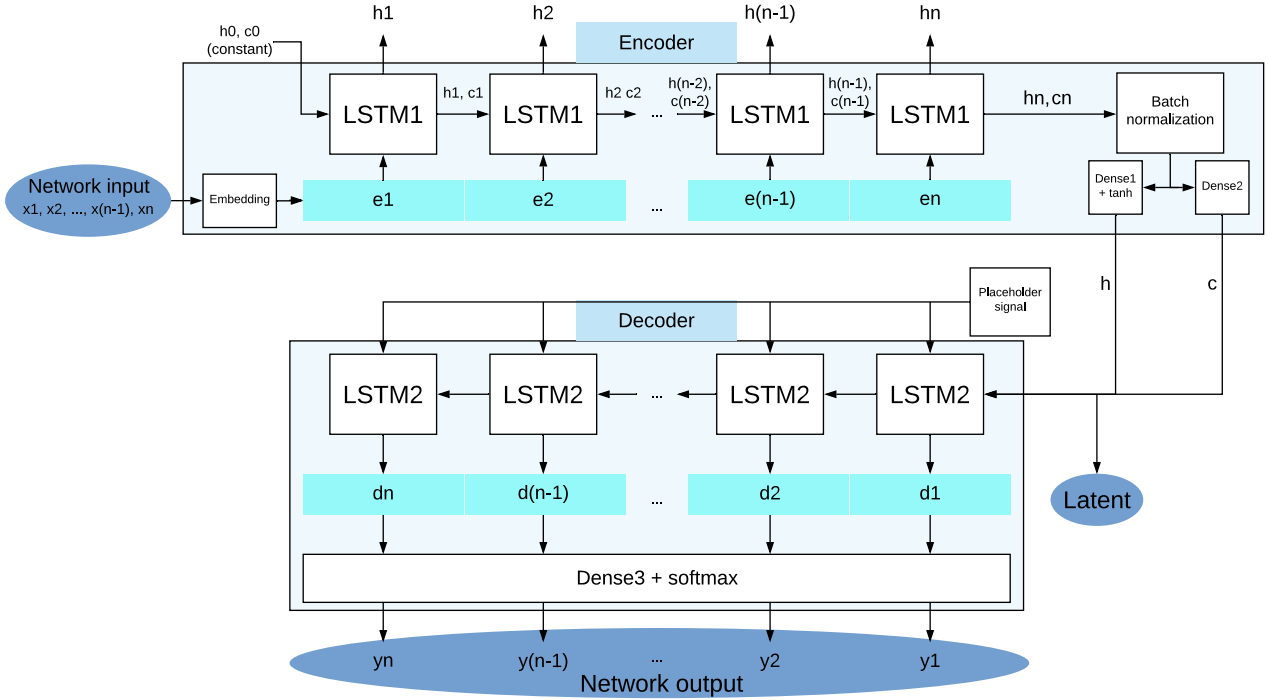 h1
h2
h(n-1)
hn
h0, c0
(constant)
Encoder
LSTM1
h1, c1
LSTM1
h2 c2
...
h(n-2),
c(n-2)
LSTM1
h(n-1),
c(n-1)
LSTM1
hn, cn
Batch
normalization
Network input
x1, x2, ..., x(n-1), xn
Embedding
e1
e2
...
e(n-1)
en
Dense1
+ tanh
Dense2
h
c
Placeholder
signal
Decoder
LSTM2
LSTM2
...
LSTM2
LSTM2
dn
d(n-1)
...
d2
d1
Latent
Dense3 + softmax
yn
y(n-1)
...
y2
y1
Network output